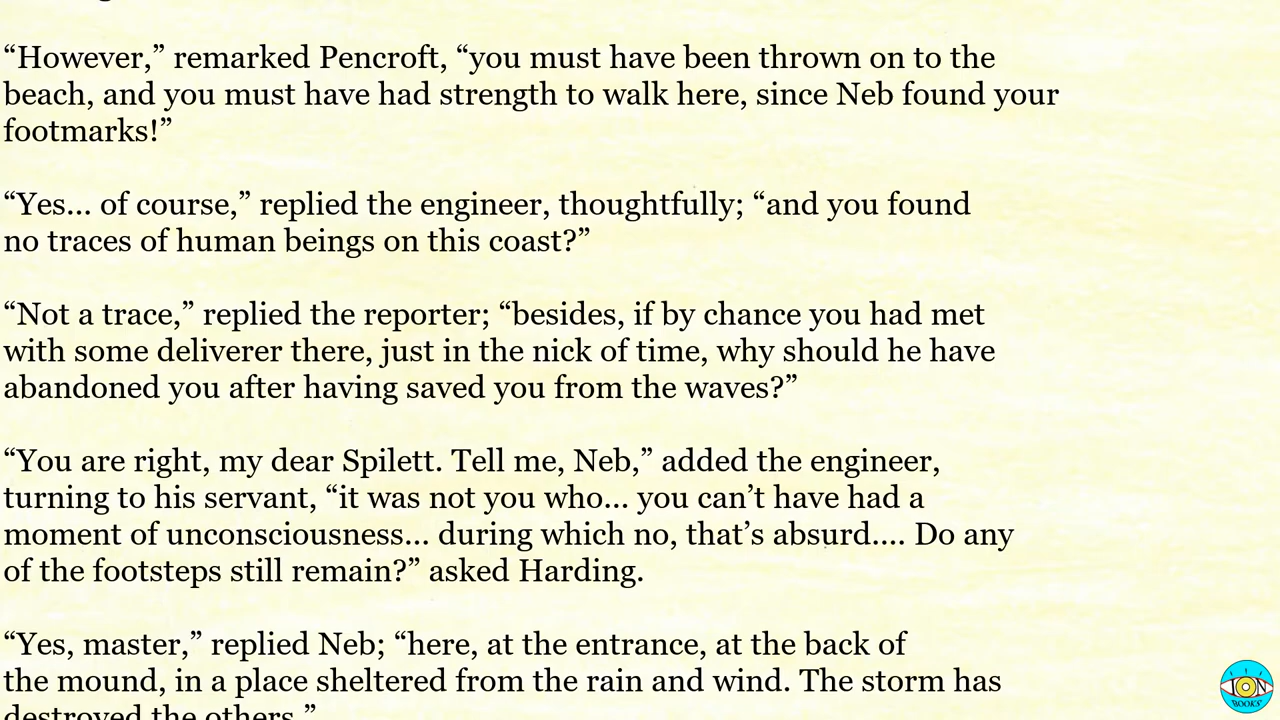 “However,” remarked Pencroft, “you must have been thrown on to the
beach, and you must have had strength to walk here, since Neb found your
footmarks!”
“Yes... of course,” replied the engineer, thoughtfully; “and you found
no traces of human beings on this coast?”
“Not a trace,” replied the reporter; “besides, if by chance you had met
with some deliverer there, just in the nick of time, why should he have
abandoned you after having saved you from the waves?”
“You are right, my dear Spilett. Tell me, Neb,” added the engineer,
turning to his servant, “it was not you who... you can’t have had a
moment of unconsciousness... during which no, that’s absurd.... Do any
of the footsteps still remain?” asked Harding.
“Yes, master,” replied Neb; “here, at the entrance, at the back of
the mound, in a place sheltered from the rain and wind. The storm has
destroyed the others.”
ION
BOOKS